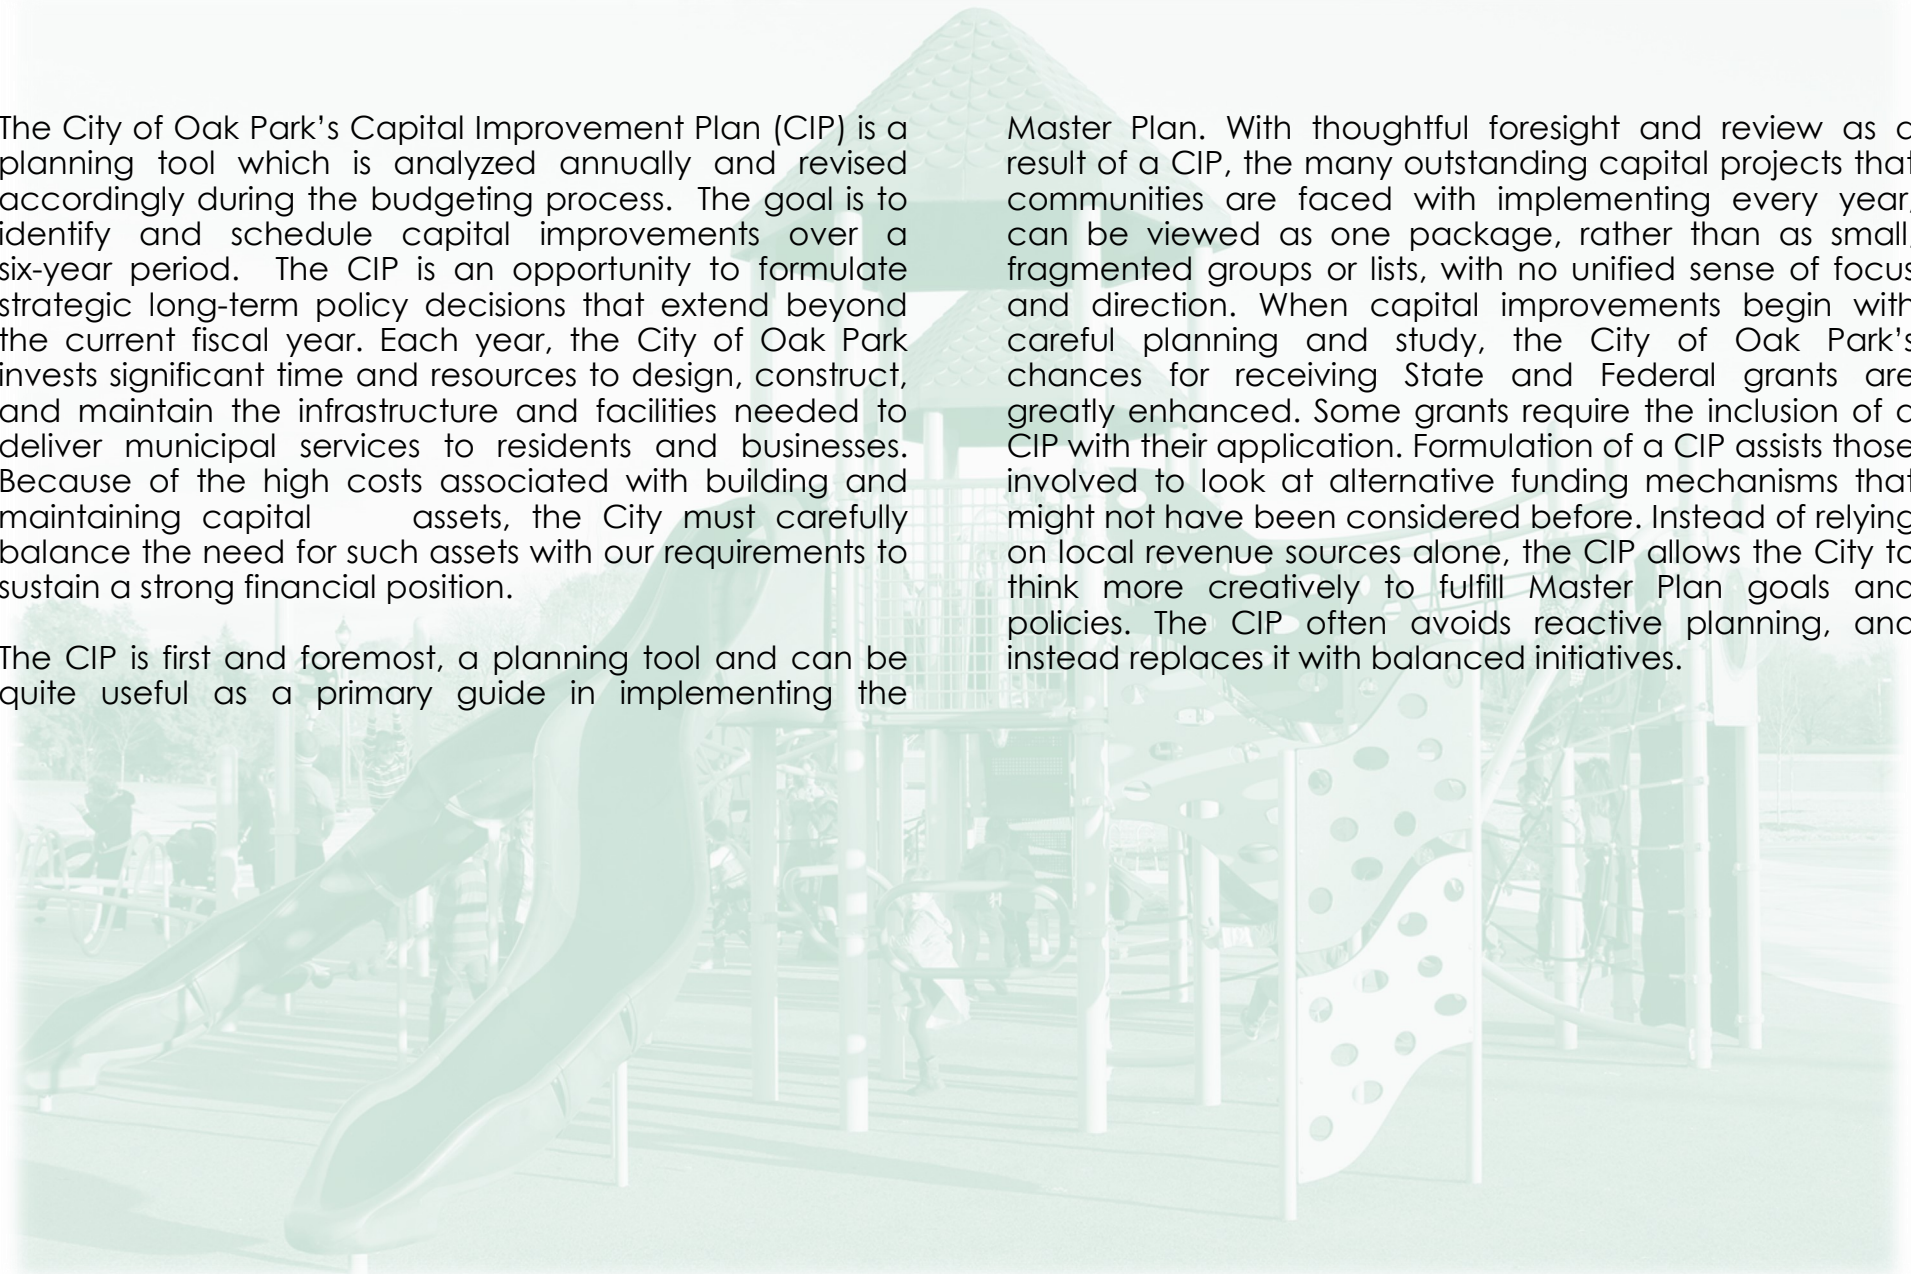 The City of Oak Park’s Capital Improvement Plan (CIP) is a
planning tool which is analyzed annually and revised
accordingly during the budgeting process. The goal is to
identify and schedule capital improvements over a
six-year period. The CIP is an opportunity to formulate
strategic long-term policy decisions that extend beyond
the current fiscal year. Each year, the City of Oak Park
invests significant time and resources to design, construct,
and maintain the infrastructure and facilities needed to
deliver municipal services to residents and businesses.
Because of the high costs associated with building and
maintaining capital assets, the City must carefully
balance the need for such assets with our requirements to
sustain a strong financial position.
The CIP is first and foremost, a planning tool and can be
quite useful as a primary guide in implementing the
Master Plan. With thoughtful foresight and review as a
result of a CIP, the many outstanding capital projects that
communities are faced with implementing every year,
can be viewed as one package, rather than as small,
fragmented groups or lists, with no unified sense of focus
and direction. When capital improvements begin with
careful planning and study, the City of Oak Park’s
chances for receiving State and Federal grants are
greatly enhanced. Some grants require the inclusion of a
CIP with their application. Formulation of a CIP assists those
involved to look at alternative funding mechanisms that
might not have been considered before. Instead of relying
on local revenue sources alone, the CIP allows the City to
think more creatively to fulfill Master Plan goals and
policies. The CIP often avoids reactive planning, and
instead replaces it with balanced initiatives.